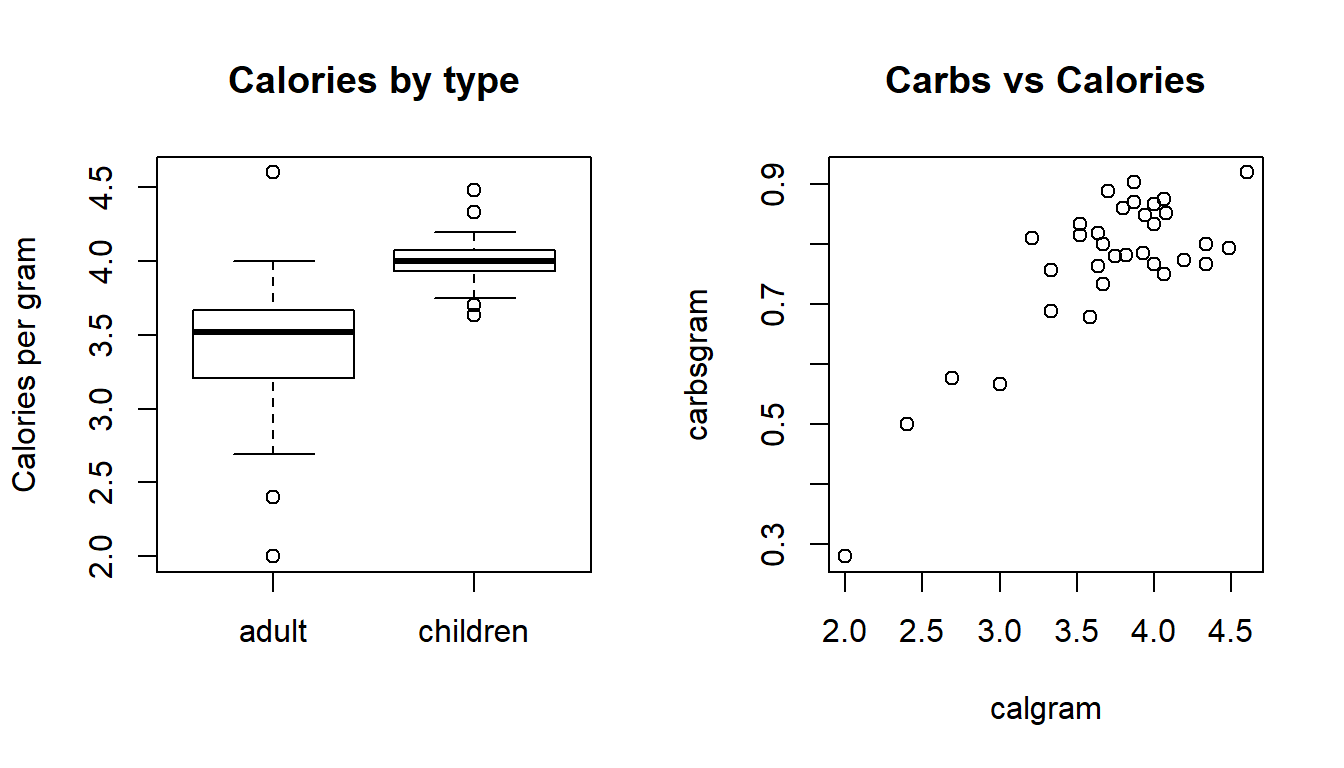 Calories by type
Calories per gram
4.5
4.0
3.5
3.0
2.5
2.0
adult children
Carbs vs Calories
carbsgram
0.9
0.7
0.5
0.3
2.0 2.5 3.0 3.5 4.0 4.5
calgram